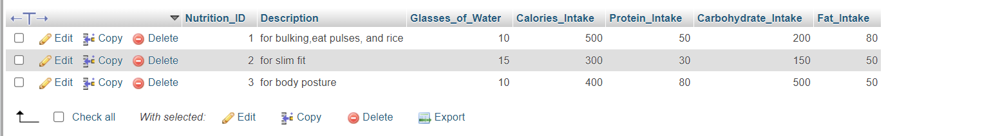 ←T→ Nutrition_ID Description Glasses_of_Water Calories_Intake Protein_Intake Carbohydrate_Intake Fat_Intake
Edit Copy Delete 1 for bulking,eat pulses, and rice 10 500 50 200 80
Edit Copy Delete 2 for slim fit 15 300 30 150 50
Edit Copy Delete 3 for body posture 10 400 80 500 50
Check all With selected: Edit Copy Delete Export